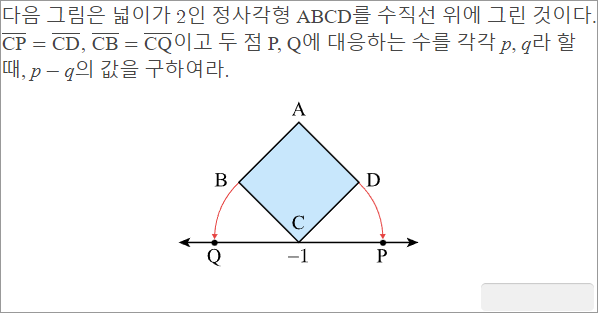 다음 그림은 넓이가 2인 정사각형 ABCD를 수직선 위에 그린 것이다.
CP = CD, CB = CQ이고 두 점 P, Q에 대응하는 수를 각각 p, q라 할
때, p − q의 값을 구하여라.
A
B
D
C
Q
−1
P